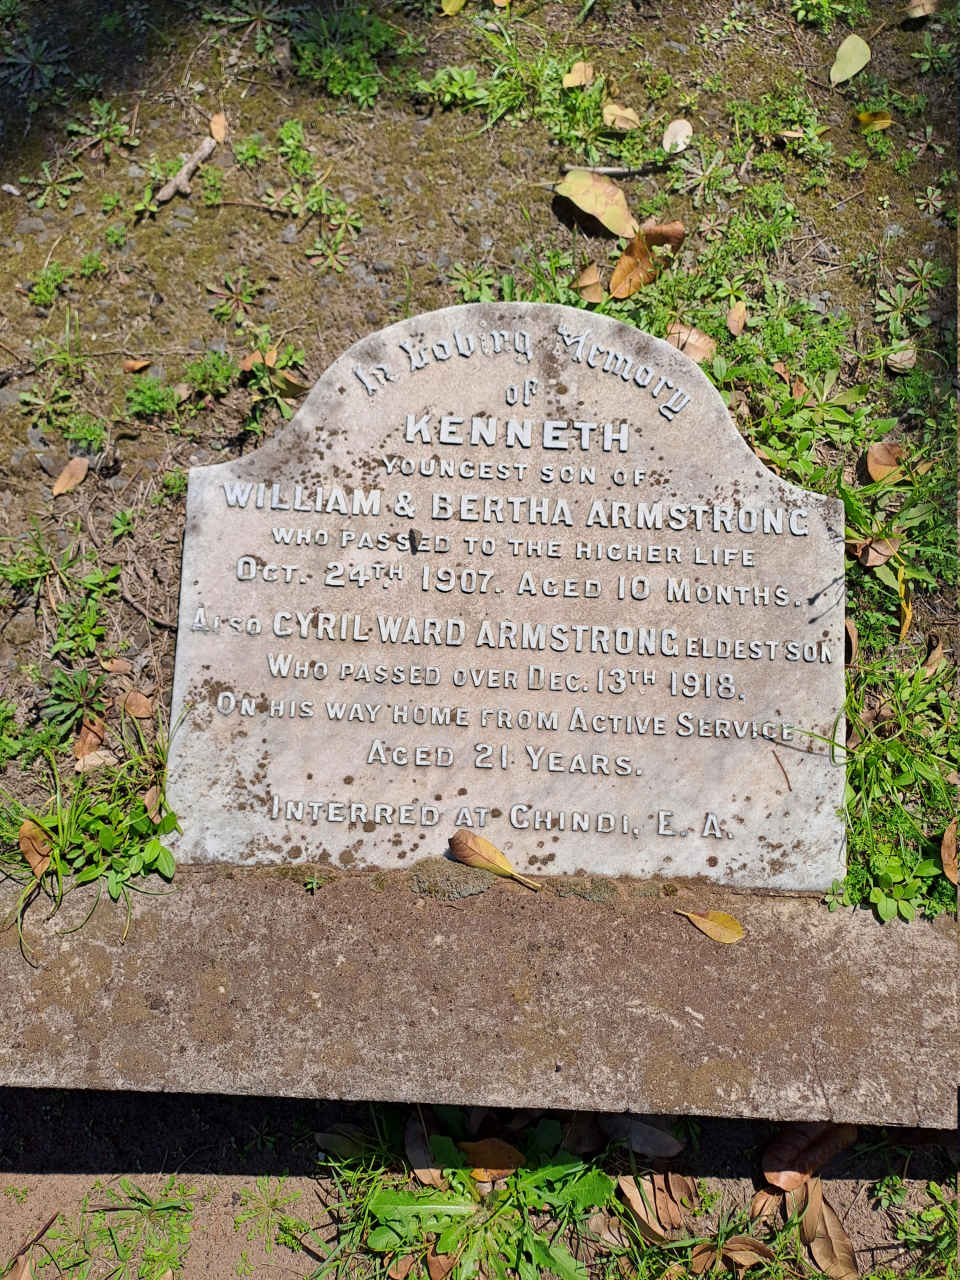 In Loving Memory
of
KENNETH
YOUNGEST SON OF
WILLIAM & BERTHA ARMSTRONG
WHO PASSED TO THE HIGHER LIFE
OCT. 24TH 1907. AGED 10 MONTHS.
ALSO CYRIL WARD ARMSTRONG ELDEST SON
WHO PASSED OVER DEC. 13TH 1918.
ON HIS WAY HOME FROM ACTIVE SERVICE.
AGED 21 YEARS.
INTERRED AT CHINDI, E. A.